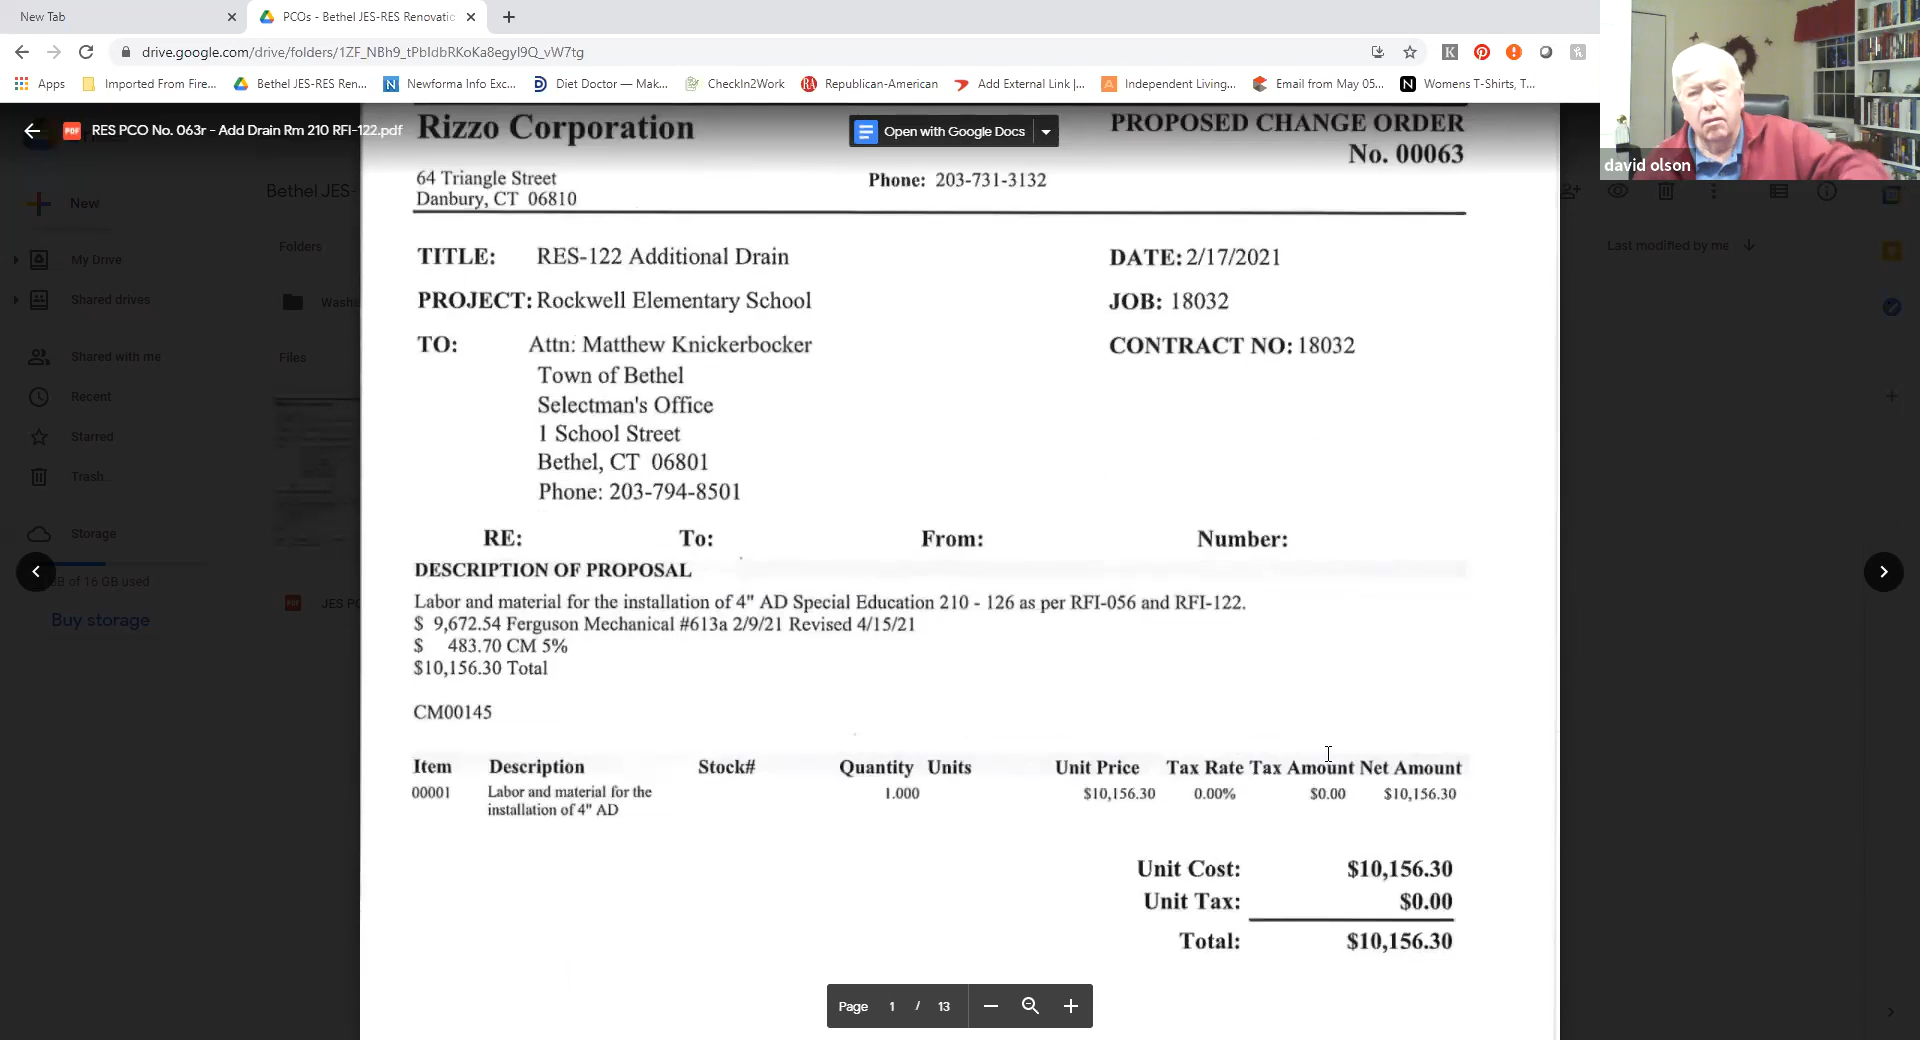 New Tab
PCOs - Bethel JES-RES Renovatic
drive.google.com/drive/folders/1ZF_NBh9_tPbIdbRKoKa8egyI9Q_vW7tg
Apps
Imported From Fire...
Bethel JES-RES Ren...
Newforma Info Exc...
Diet Doctor — Mak...
CheckIn2Work
Republican-American
Add External Link |...
Independent Living...
Email from May 05...
Womens T-Shirts, T...
david olson
RES PCO No. 063r - Add Drain Rm 210 RFI-122.pdf
Open with Google Docs
Rizzo Corporation
PROPOSED CHANGE ORDER
No. 00063
64 Triangle Street
Danbury, CT 06810
Phone: 203-731-3132
New
Bethel JES-
Folders
Last modified by me
My Drive
Shared drives
Shared with me
Files
Recent
Starred
Trash
Storage
GB of 16 GB used
Buy storage
JES PC
TITLE: RES-122 Additional Drain
DATE: 2/17/2021
PROJECT: Rockwell Elementary School
JOB: 18032
TO: Attn: Matthew Knickerbocker
CONTRACT NO: 18032
Town of Bethel
Selectman's Office
1 School Street
Bethel, CT 06801
Phone: 203-794-8501
RE: To: From: Number:
DESCRIPTION OF PROPOSAL
Labor and material for the installation of 4" AD Special Education 210 - 126 as per RFI-056 and RFI-122.
$ 9,672.54 Ferguson Mechanical #613a 2/9/21 Revised 4/15/21
$ 483.70 CM 5%
$10,156.30 Total
CM00145
Item Description Stock# Quantity Units Unit Price Tax Rate Tax Amount Net Amount
00001 Labor and material for the 1.000 $10,156.30 0.00% $0.00 $10,156.30
installation of 4" AD
Unit Cost: $10,156.30
Unit Tax: $0.00
Total: $10,156.30
Page 1 / 13